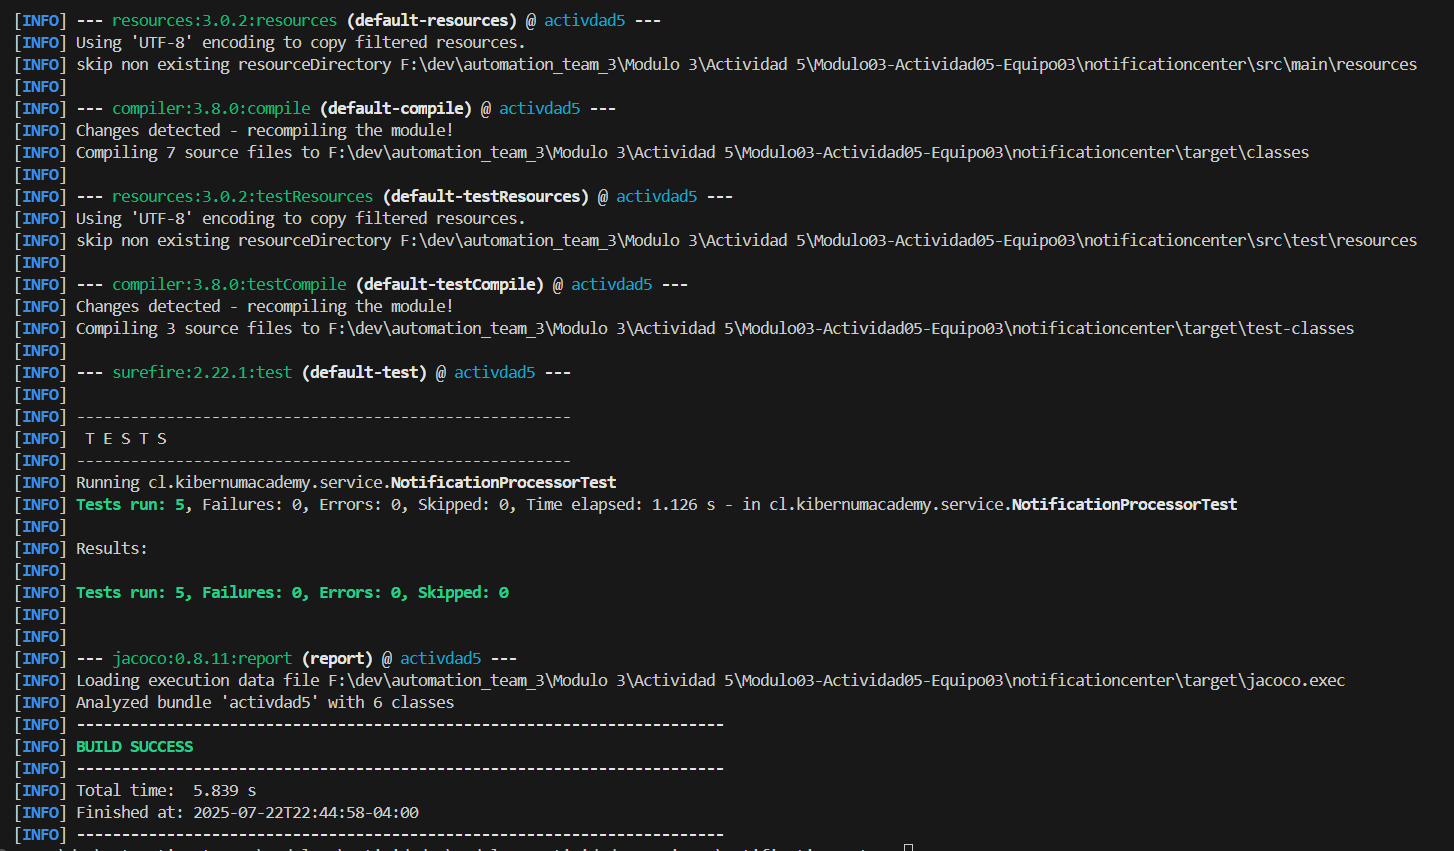 [INFO] --- resources:3.0.2:resources (default-resources) @ activdad5 ---
[INFO] Using 'UTF-8' encoding to copy filtered resources.
[INFO] skip non existing resourceDirectory F:\dev\automation_team_3\Modulo 3\Actividad 5\Modulo03-Actividad05-Equipo03\notificationcenter\src\main\resources
[INFO]
[INFO] --- compiler:3.8.0:compile (default-compile) @ activdad5 ---
[INFO] Changes detected - recompiling the module!
[INFO] Compiling 7 source files to F:\dev\automation_team_3\Modulo 3\Actividad 5\Modulo03-Actividad05-Equipo03\notificationcenter\target\classes
[INFO]
[INFO] --- resources:3.0.2:testResources (default-testResources) @ activdad5 ---
[INFO] Using 'UTF-8' encoding to copy filtered resources.
[INFO] skip non existing resourceDirectory F:\dev\automation_team_3\Modulo 3\Actividad 5\Modulo03-Actividad05-Equipo03\notificationcenter\src\test\resources
[INFO]
[INFO] --- compiler:3.8.0:testCompile (default-testCompile) @ activdad5 ---
[INFO] Changes detected - recompiling the module!
[INFO] Compiling 3 source files to F:\dev\automation_team_3\Modulo 3\Actividad 5\Modulo03-Actividad05-Equipo03\notificationcenter\target\test-classes
[INFO]
[INFO] --- surefire:2.22.1:test (default-test) @ activdad5 ---
[INFO]
[INFO] -------------------------------------------------------
[INFO]  T E S T S
[INFO] -------------------------------------------------------
[INFO] Running cl.kibernumacademy.service.NotificationProcessorTest
[INFO] Tests run: 5, Failures: 0, Errors: 0, Skipped: 0, Time elapsed: 1.126 s - in cl.kibernumacademy.service.NotificationProcessorTest
[INFO]
[INFO] Results:
[INFO]
[INFO] Tests run: 5, Failures: 0, Errors: 0, Skipped: 0
[INFO]
[INFO]
[INFO] --- jacoco:0.8.11:report (report) @ activdad5 ---
[INFO] Loading execution data file F:\dev\automation_team_3\Modulo 3\Actividad 5\Modulo03-Actividad05-Equipo03\notificationcenter\target\jacoco.exec
[INFO] Analyzed bundle 'activdad5' with 6 classes
[INFO] ------------------------------------------------------------------------
[INFO] BUILD SUCCESS
[INFO] ------------------------------------------------------------------------
[INFO] Total time:  5.839 s
[INFO] Finished at: 2025-07-22T22:44:58-04:00
[INFO] ------------------------------------------------------------------------